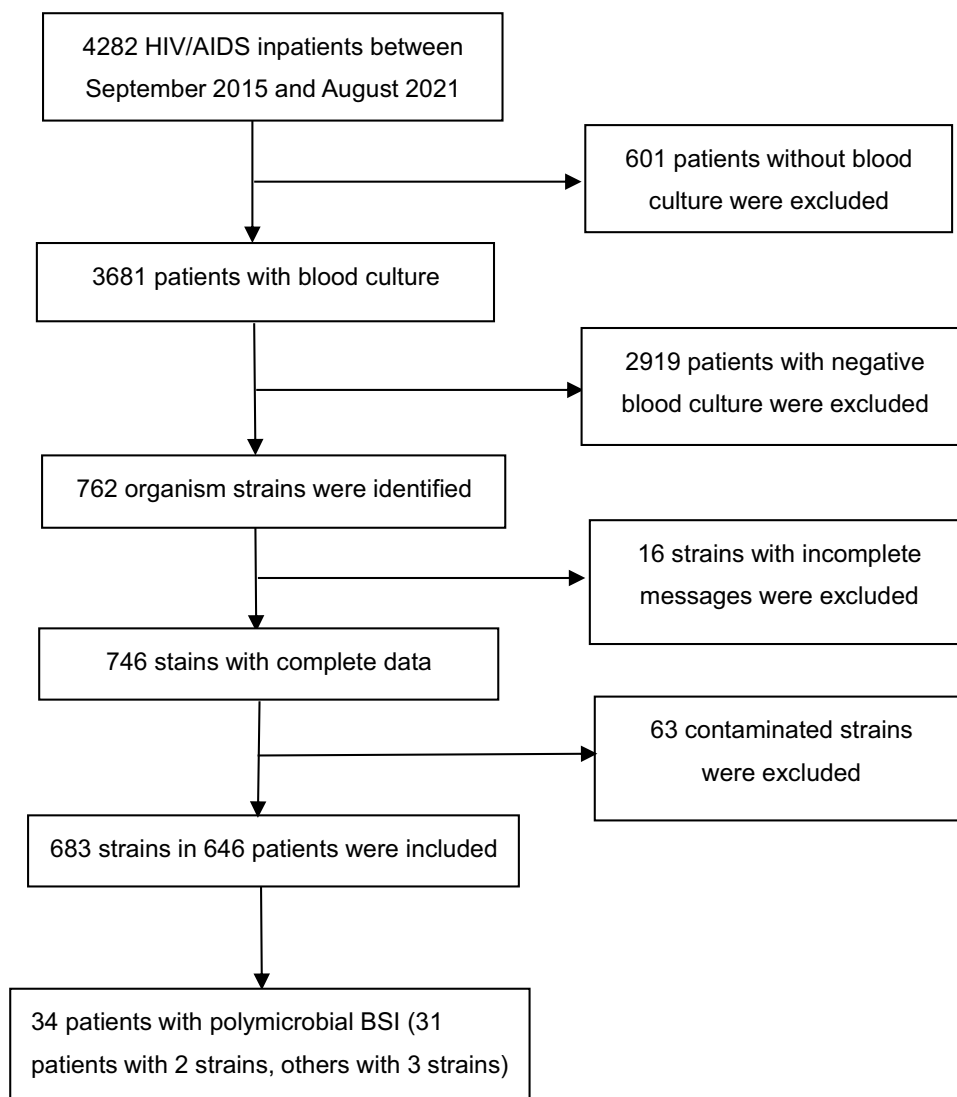 4282 HIV/AIDS inpatients between
September 2015 and August 2021
601 patients without blood
culture were excluded
3681 patients with blood culture
2919 patients with negative
blood culture were excluded
762 organism strains were identified
16 strains with incomplete
messages were excluded
746 stains with complete data
63 contaminated strains
were excluded
683 strains in 646 patients were included
34 patients with polymicrobial BSI (31
patients with 2 strains, others with 3 strains)